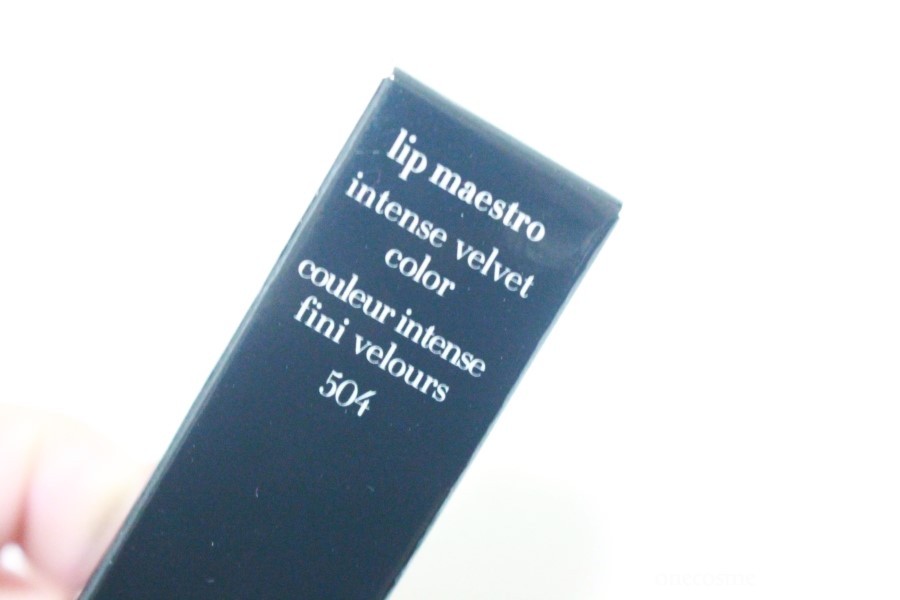 lip maestro
intense velvet
color
couleur intense
fini velours
504